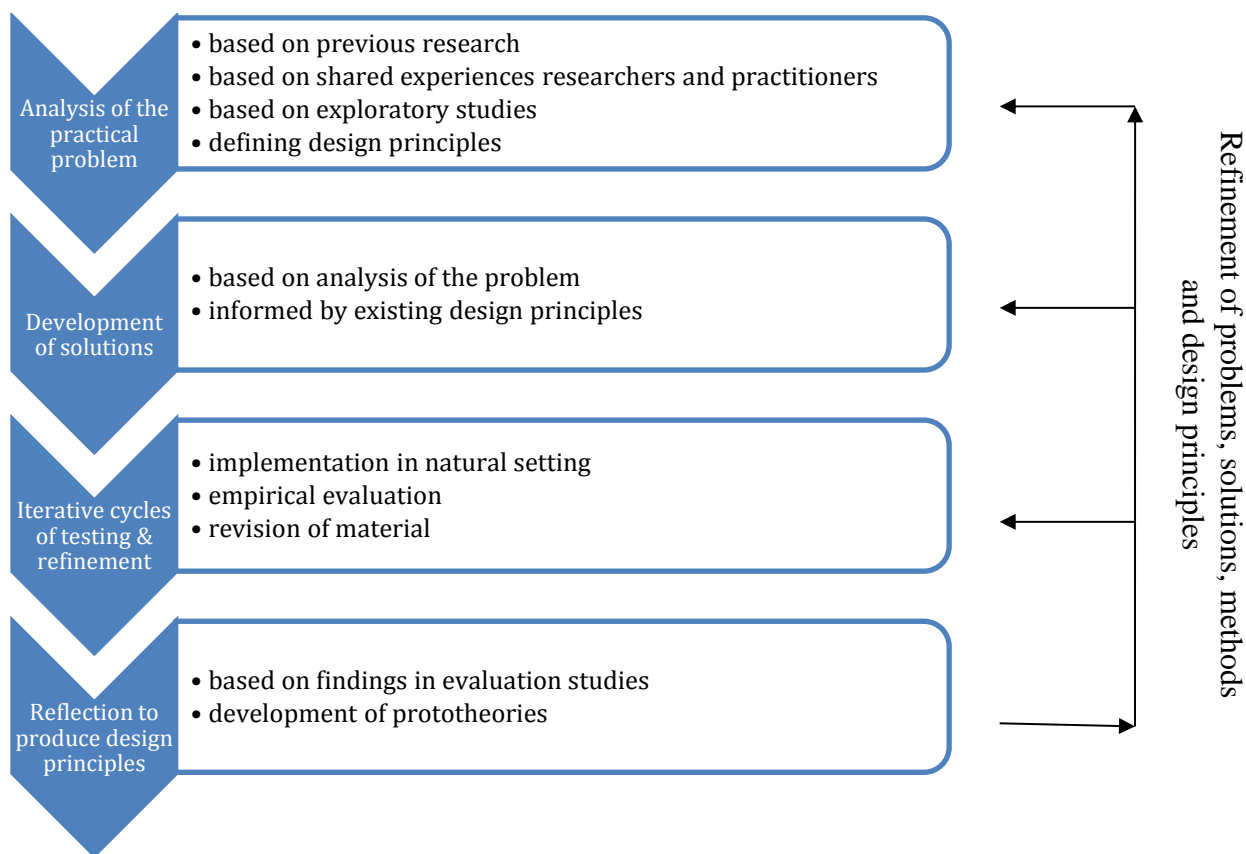 Analysis of the
practical
problem
• based on previous research
• based on shared experiences researchers and practitioners
• based on exploratory studies
• defining design principles
Development
of solutions
• based on analysis of the problem
• informed by existing design principles
Iterative cycles
of testing &
refinement
• implementation in natural setting
• empirical evaluation
• revision of material
Reflection to
produce design
principles
• based on findings in evaluation studies
• development of prototheories
Refinement of problems, solutions, methods
and design principles